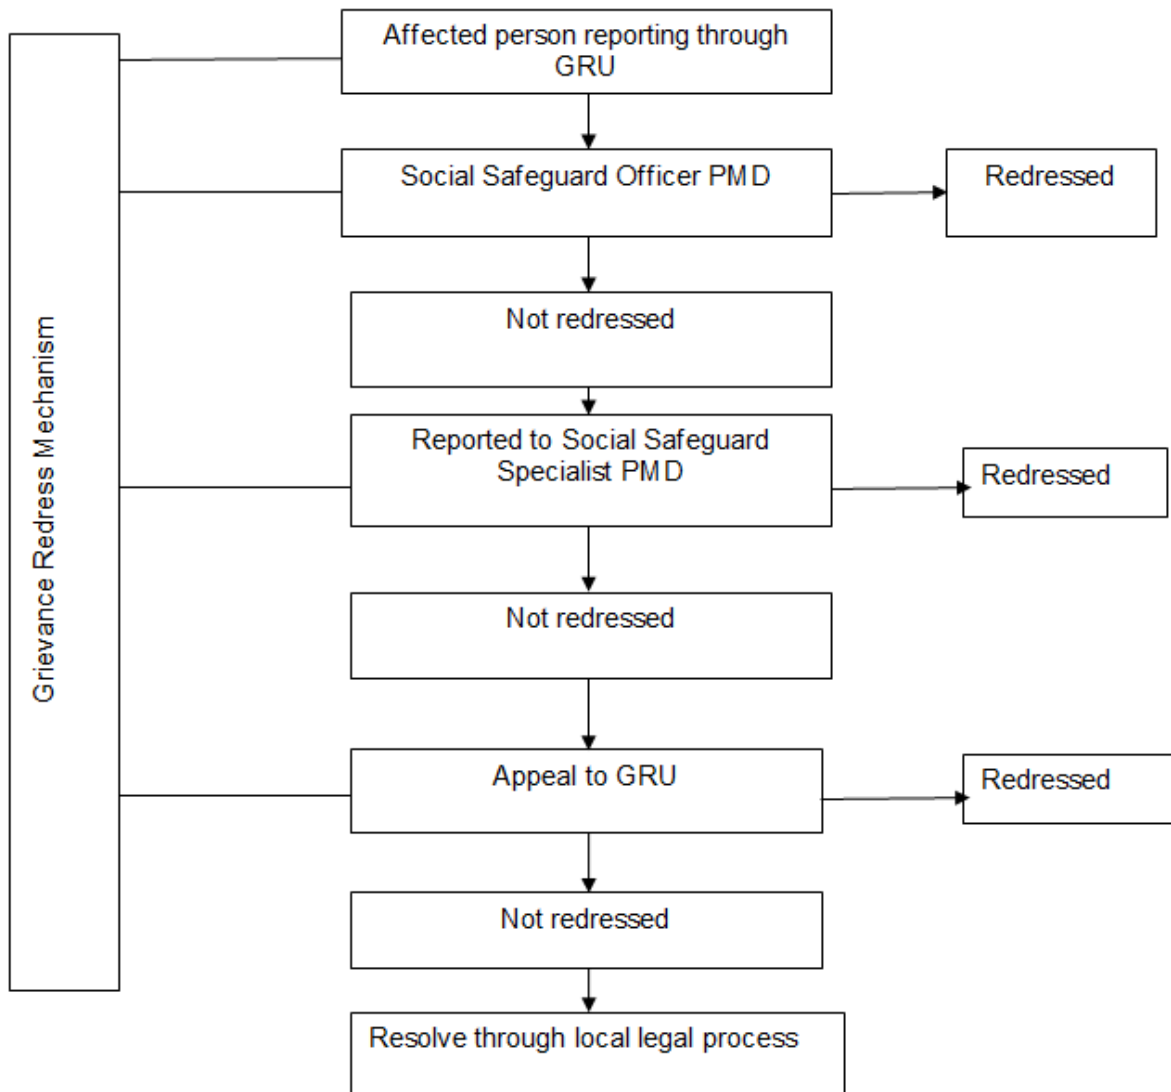 Affected person reporting through
GRU
Social Safeguard Officer PMD
Redressed
Not redressed
Grievance Redress Mechanism
Reported to Social Safeguard
Specialist PMD
Redressed
Not redressed
Appeal to GRU
Redressed
Not redressed
Resolve through local legal process